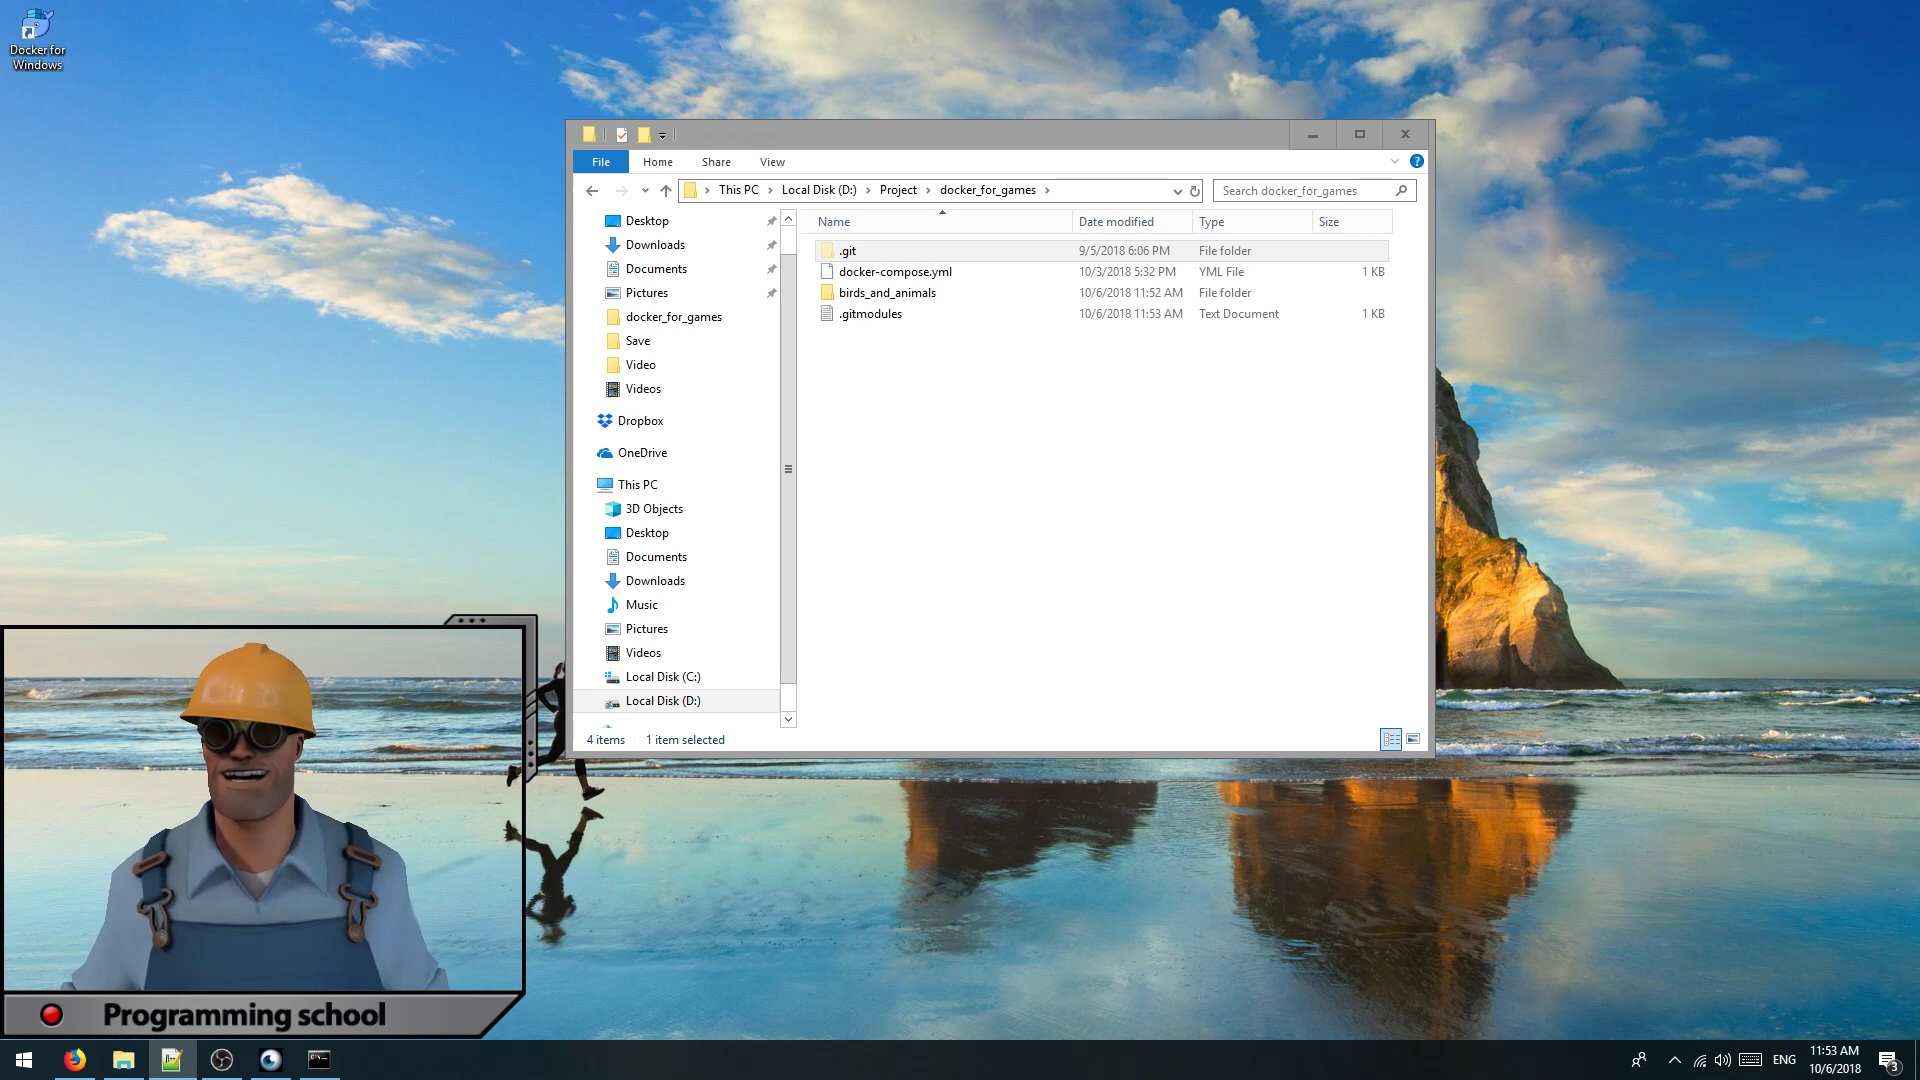 Docker for
Windows
File Home Share View
This PC Local Disk (D:) Project docker_for_games
Search docker_for_games
Name Date modified Type Size
.git 9/5/2018 6:06 PM File folder
docker-compose.yml 10/3/2018 5:32 PM YML File 1 KB
birds_and_animals 10/6/2018 11:52 AM File folder
.gitmodules 10/6/2018 11:53 AM Text Document 1 KB
Desktop
Downloads
Documents
Pictures
docker_for_games
Save
Video
Videos
Dropbox
OneDrive
This PC
3D Objects
Desktop
Documents
Downloads
Music
Pictures
Videos
Local Disk (C:)
Local Disk (D:)
4 items 1 item selected
Programming school
ENG
11:53 AM
10/6/2018
3